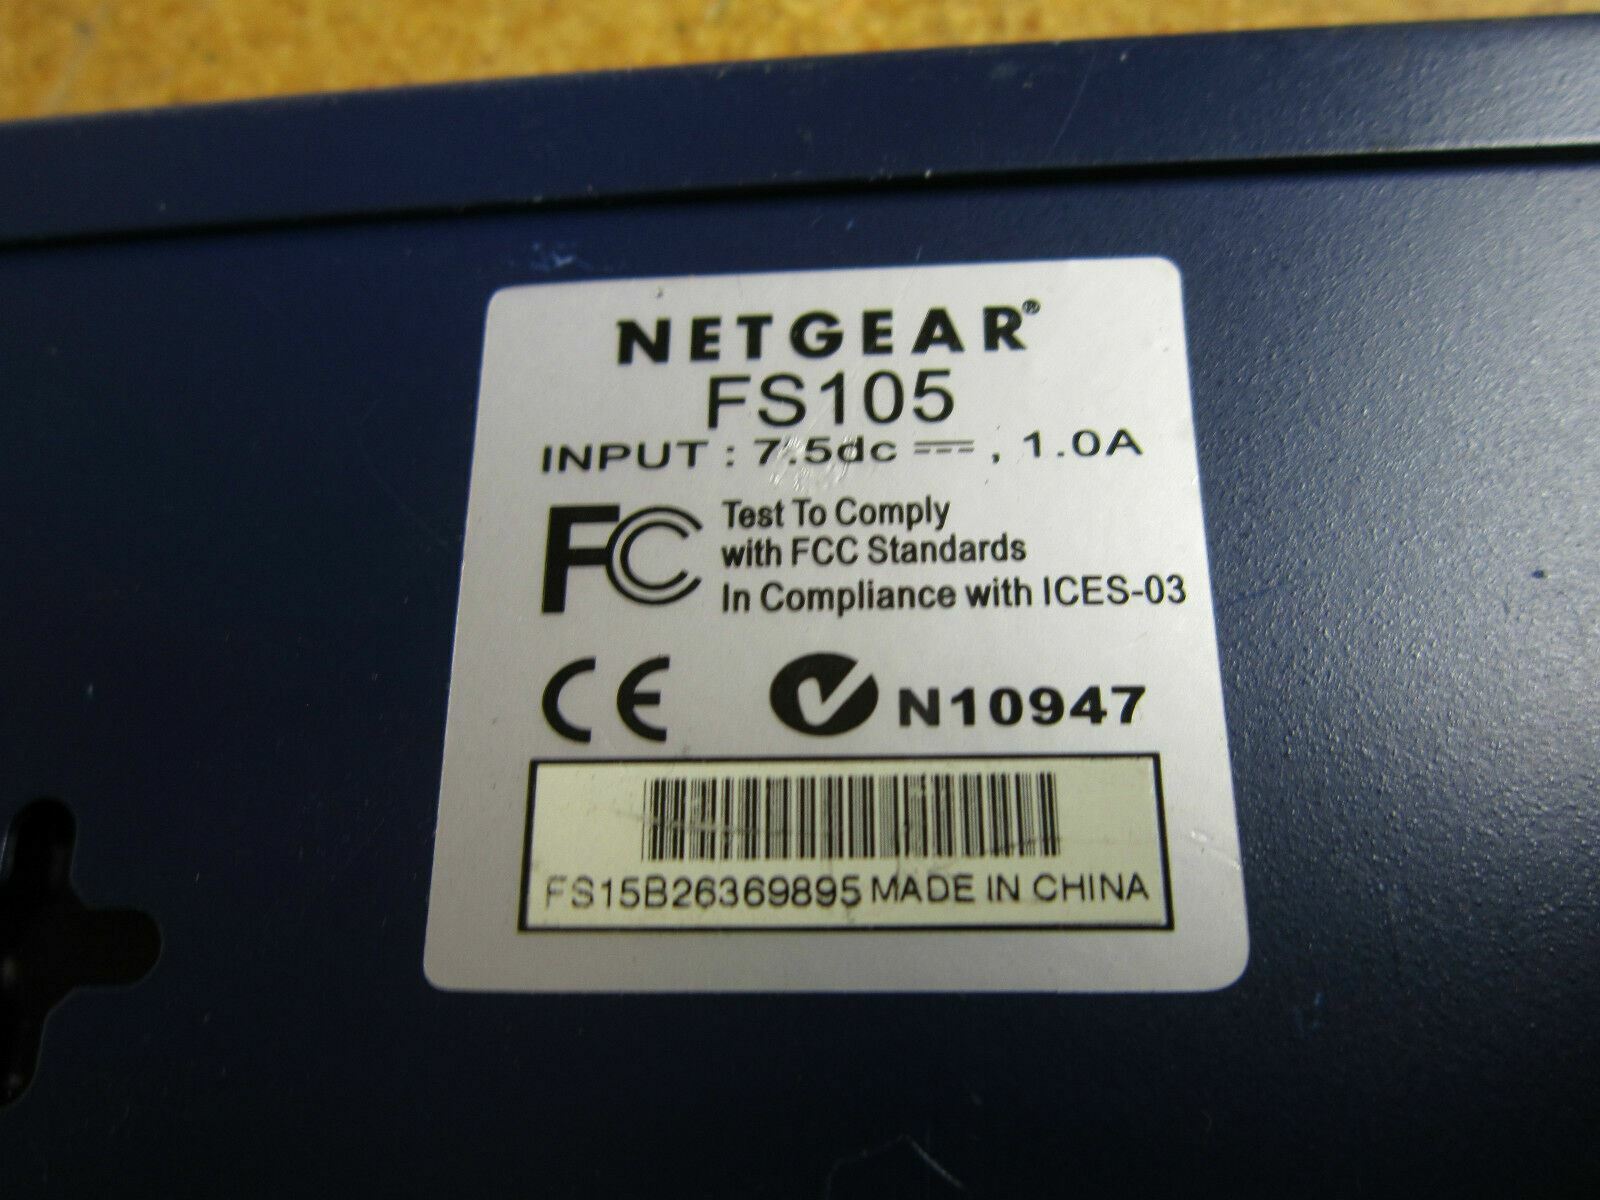 NETGEAR®
FS105
INPUT : 7.5dc ⎓ , 1.0A
FC Test To Comply
with FCC Standards
In Compliance with ICES-03
CE N10947
FS15B26369895 MADE IN CHINA